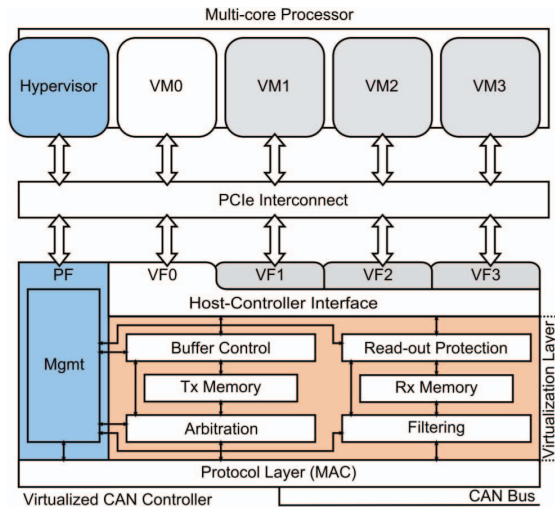 Multi-core Processor
Hypervisor VM0 VM1 VM2 VM3
PCIe Interconnect
PF VF0 VF1 VF2 VF3
Host-Controller Interface
Mgmt
Buffer Control Read-out Protection
Tx Memory Rx Memory
Arbitration Filtering
Virtualization Layer
Protocol Layer (MAC)
Virtualized CAN Controller CAN Bus